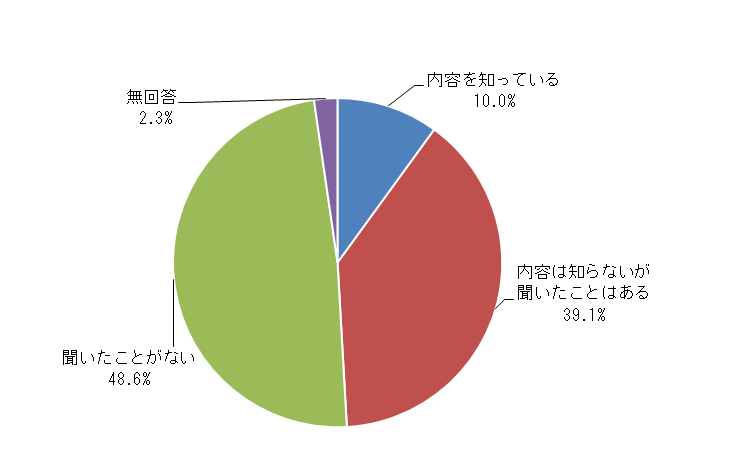 内容を知っている
10.0%
無回答
2.3%
内容は知らないが
聞いたことはある
39.1%
聞いたことがない
48.6%